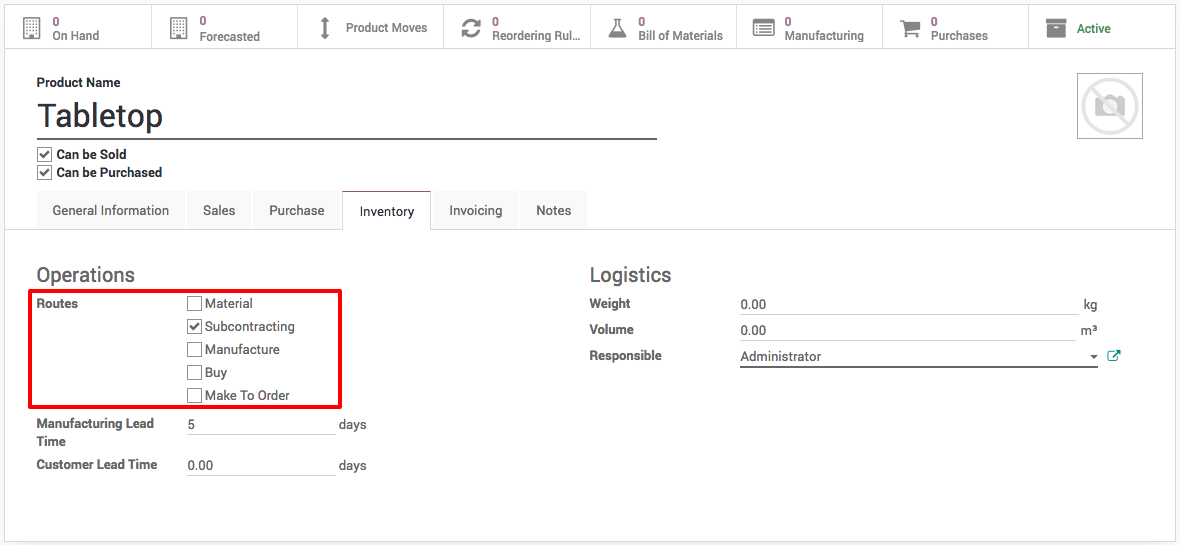 0
On Hand
0
Forecasted
Product Moves
0
Reordering Rul...
0
Bill of Materials
0
Manufacturing
0
Purchases
Active
Product Name
Tabletop
Can be Sold
Can be Purchased
General Information
Sales
Purchase
Inventory
Invoicing
Notes
Operations
Routes
Material
Subcontracting
Manufacture
Buy
Make To Order
Manufacturing Lead
Time
5 days
Customer Lead Time
0.00 days
Logistics
Weight
0.00 kg
Volume
0.00 m³
Responsible
Administrator